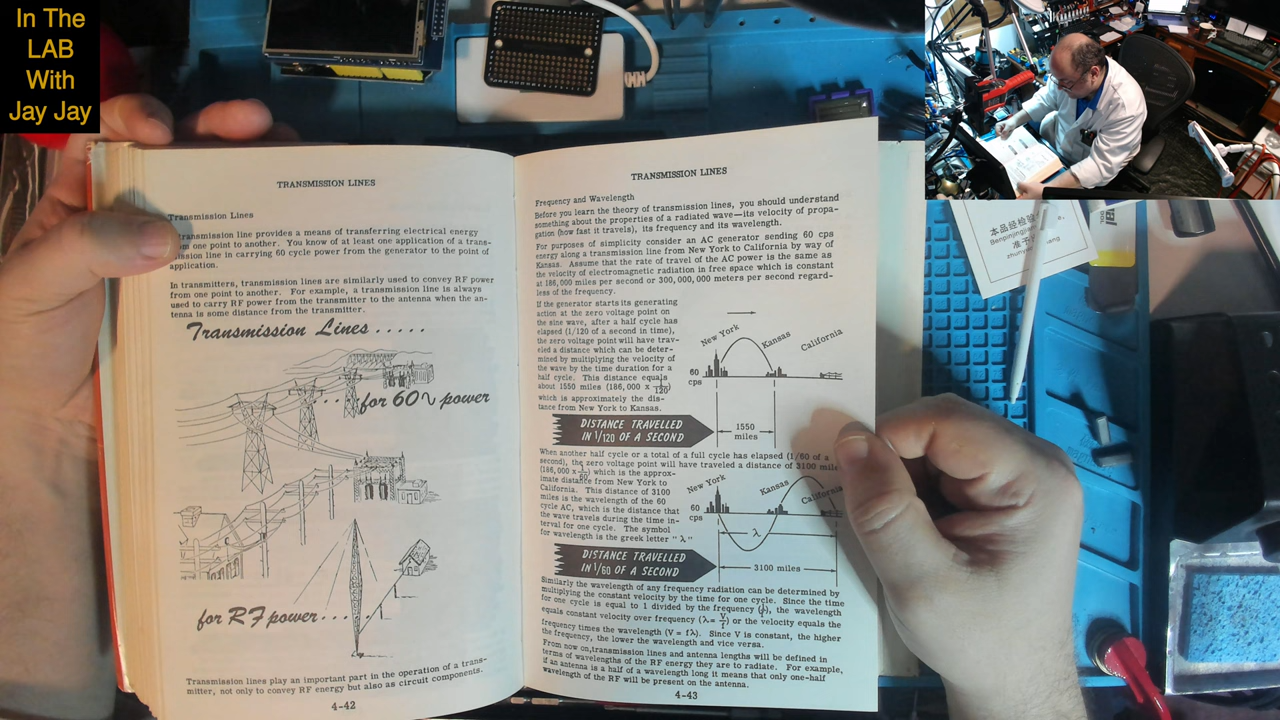 In The
LAB
With
Jay Jay
TRANSMISSION LINES
Transmission Lines
transmission line provides a means of transferring electrical energy
from one point to another. You know of at least one application of a trans-
mission line in carrying 60 cycle power from the generator to the point of
application.
In transmitters, transmission lines are similarly used to convey RF power
from one point to another. For example, a transmission line is always
used to carry RF power from the transmitter to the antenna when the an-
tenna is some distance from the transmitter.
Transmission Lines .....
...for 60∿ power
for RF power...
Transmission lines play an important part in the operation of a trans-
mitter, not only to convey RF energy but also as circuit components.
4-42
TRANSMISSION LINES
Frequency and Wavelength
Before you learn the theory of transmission lines, you should understand
something about the properties of a radiated wave—its velocity of propa-
gation (how fast it travels), its frequency and its wavelength.
For purposes of simplicity consider an AC generator sending 60 cps
energy along a transmission line from New York to California by way of
Kansas. Assume that the rate of travel of the AC power is the same as
the velocity of electromagnetic radiation in free space which is constant
at 186,000 miles per second or 300,000,000 meters per second regard-
less of the frequency.
If the generator starts its generating
action at the zero voltage point on
the sine wave, after a half cycle has
elapsed (1/120 of a second in time),
the zero voltage point will have trav-
eled a distance which can be deter-
mined by multiplying the velocity of
the wave by the time duration for a
half cycle. This distance equals
about 1550 miles (186,000 x 1/120)
which is approximately the dis-
tance from New York to Kansas.
New York
Kansas
California
60
cps
DISTANCE TRAVELLED
IN 1/120 OF A SECOND
1550
miles
When another half cycle or a total of a full cycle has elapsed (1/60 of a
second), the zero voltage point will have traveled a distance of 3100 mile
(186,000 x 1/60) which is the approx-
imate distance from New York to
California. This distance of 3100
miles is the wavelength of the 60
cycle AC, which is the distance that
the wave travels during the time in-
terval for one cycle. The symbol
for wavelength is the greek letter " λ "
New York
Kansas
California
60
cps
λ
DISTANCE TRAVELLED
IN 1/60 OF A SECOND
3100 miles
Similarly the wavelength of any frequency radiation can be determined by
multiplying the constant velocity by the time for one cycle. Since the time
for one cycle is equal to 1 divided by the frequency (1/f), the wavelength
equals constant velocity over frequency (λ= V/f) or the velocity equals the
frequency times the wavelength (V = fλ). Since V is constant, the higher
the frequency, the lower the wavelength and vice versa.
From now on, transmission lines and antenna lengths will be defined in
terms of wavelengths of the RF energy they are to radiate. For example,
if an antenna is a half of a wavelength long it means that only one-half
wavelength of the RF will be present on the antenna.
4-43
本品经检验